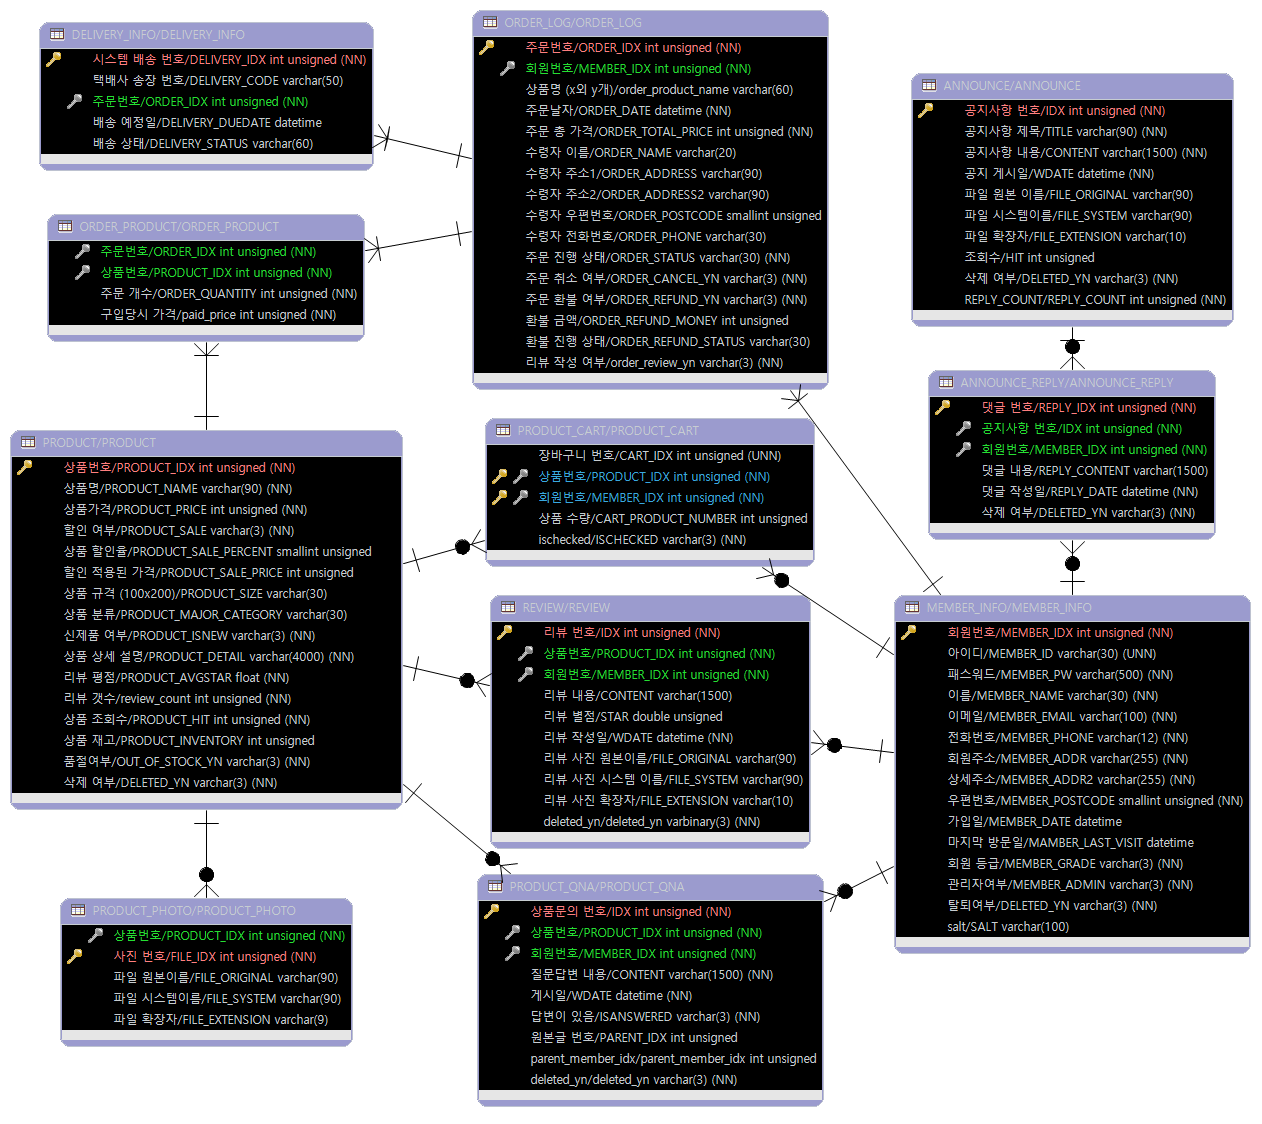 DELIVERY_INFO/DELIVERY_INFO
시스템 배송 번호/DELIVERY_IDX int unsigned (NN)
택배사 송장 번호/DELIVERY_CODE varchar(50)
주문번호/ORDER_IDX int unsigned (NN)
배송 예정일/DELIVERY_DUEDATE datetime
배송 상태/DELIVERY_STATUS varchar(60)
ORDER_LOG/ORDER_LOG
주문번호/ORDER_IDX int unsigned (NN)
회원번호/MEMBER_IDX int unsigned (NN)
상품명 (x외 y개)/order_product_name varchar(60)
주문날자/ORDER_DATE datetime (NN)
주문 총 가격/ORDER_TOTAL_PRICE int unsigned (NN)
수령자 이름/ORDER_NAME varchar(20)
수령자 주소1/ORDER_ADDRESS varchar(90)
수령자 주소2/ORDER_ADDRESS2 varchar(90)
수령자 우편번호/ORDER_POSTCODE smallint unsigned
수령자 전화번호/ORDER_PHONE varchar(30)
주문 진행 상태/ORDER_STATUS varchar(30) (NN)
주문 취소 여부/ORDER_CANCEL_YN varchar(3) (NN)
주문 환불 여부/ORDER_REFUND_YN varchar(3) (NN)
환불 금액/ORDER_REFUND_MONEY int unsigned
환불 진행 상태/ORDER_REFUND_STATUS varchar(30)
리뷰 작성 여부/order_review_yn varchar(3) (NN)
ANNOUNCE/ANNOUNCE
공지사항 번호/IDX int unsigned (NN)
공지사항 제목/TITLE varchar(90) (NN)
공지사항 내용/CONTENT varchar(1500) (NN)
공지 게시일/WDATE datetime (NN)
파일 원본 이름/FILE_ORIGINAL varchar(90)
파일 시스템이름/FILE_SYSTEM varchar(90)
파일 확장자/FILE_EXTENSION varchar(10)
조회수/HIT int unsigned
삭제 여부/DELETED_YN varchar(3) (NN)
REPLY_COUNT/REPLY_COUNT int unsigned (NN)
ORDER_PRODUCT/ORDER_PRODUCT
주문번호/ORDER_IDX int unsigned (NN)
상품번호/PRODUCT_IDX int unsigned (NN)
주문 개수/ORDER_QUANTITY int unsigned (NN)
구입당시 가격/paid_price int unsigned (NN)
ANNOUNCE_REPLY/ANNOUNCE_REPLY
댓글 번호/REPLY_IDX int unsigned (NN)
공지사항 번호/IDX int unsigned (NN)
회원번호/MEMBER_IDX int unsigned (NN)
댓글 내용/REPLY_CONTENT varchar(1500)
댓글 작성일/REPLY_DATE datetime (NN)
삭제 여부/DELETED_YN varchar(3) (NN)
PRODUCT/PRODUCT
상품번호/PRODUCT_IDX int unsigned (NN)
상품명/PRODUCT_NAME varchar(90) (NN)
상품가격/PRODUCT_PRICE int unsigned (NN)
할인 여부/PRODUCT_SALE varchar(3) (NN)
상품 할인율/PRODUCT_SALE_PERCENT smallint unsigned
할인 적용된 가격/PRODUCT_SALE_PRICE int unsigned
상품 규격 (100x200)/PRODUCT_SIZE varchar(30)
상품 분류/PRODUCT_MAJOR_CATEGORY varchar(30)
신제품 여부/PRODUCT_ISNEW varchar(3) (NN)
상품 상세 설명/PRODUCT_DETAIL varchar(4000) (NN)
리뷰 평점/PRODUCT_AVGSTAR float (NN)
리뷰 갯수/review_count int unsigned (NN)
상품 조회수/PRODUCT_HIT int unsigned (NN)
상품 재고/PRODUCT_INVENTORY int unsigned
품절여부/OUT_OF_STOCK_YN varchar(3) (NN)
삭제 여부/DELETED_YN varchar(3) (NN)
PRODUCT_CART/PRODUCT_CART
장바구니 번호/CART_IDX int unsigned (UNN)
상품번호/PRODUCT_IDX int unsigned (NN)
회원번호/MEMBER_IDX int unsigned (NN)
상품 수량/CART_PRODUCT_NUMBER int unsigned
ischecked/ISCHECKED varchar(3) (NN)
REVIEW/REVIEW
리뷰 번호/IDX int unsigned (NN)
상품번호/PRODUCT_IDX int unsigned (NN)
회원번호/MEMBER_IDX int unsigned (NN)
리뷰 내용/CONTENT varchar(1500)
리뷰 별점/STAR double unsigned
리뷰 작성일/WDATE datetime (NN)
리뷰 사진 원본이름/FILE_ORIGINAL varchar(90)
리뷰 사진 시스템 이름/FILE_SYSTEM varchar(90)
리뷰 사진 확장자/FILE_EXTENSION varchar(10)
deleted_yn/deleted_yn varbinary(3) (NN)
MEMBER_INFO/MEMBER_INFO
회원번호/MEMBER_IDX int unsigned (NN)
아이디/MEMBER_ID varchar(30) (UNN)
패스워드/MEMBER_PW varchar(500) (NN)
이름/MEMBER_NAME varchar(30) (NN)
이메일/MEMBER_EMAIL varchar(100) (NN)
전화번호/MEMBER_PHONE varchar(12) (NN)
회원주소/MEMBER_ADDR varchar(255) (NN)
상세주소/MEMBER_ADDR2 varchar(255) (NN)
우편번호/MEMBER_POSTCODE smallint unsigned (NN)
가입일/MEMBER_DATE datetime
마지막 방문일/MAMBER_LAST_VISIT datetime
회원 등급/MEMBER_GRADE varchar(3) (NN)
관리자여부/MEMBER_ADMIN varchar(3) (NN)
탈퇴여부/DELETED_YN varchar(3) (NN)
salt/SALT varchar(100)
PRODUCT_PHOTO/PRODUCT_PHOTO
상품번호/PRODUCT_IDX int unsigned (NN)
사진 번호/FILE_IDX int unsigned (NN)
파일 원본이름/FILE_ORIGINAL varchar(90)
파일 시스템이름/FILE_SYSTEM varchar(90)
파일 확장자/FILE_EXTENSION varchar(9)
PRODUCT_QNA/PRODUCT_QNA
상품문의 번호/IDX int unsigned (NN)
상품번호/PRODUCT_IDX int unsigned (NN)
회원번호/MEMBER_IDX int unsigned (NN)
질문답변 내용/CONTENT varchar(1500) (NN)
게시일/WDATE datetime (NN)
답변이 있음/ISANSWERED varchar(3) (NN)
원본글 번호/PARENT_IDX int unsigned
parent_member_idx/parent_member_idx int unsigned
deleted_yn/deleted_yn varchar(3) (NN)